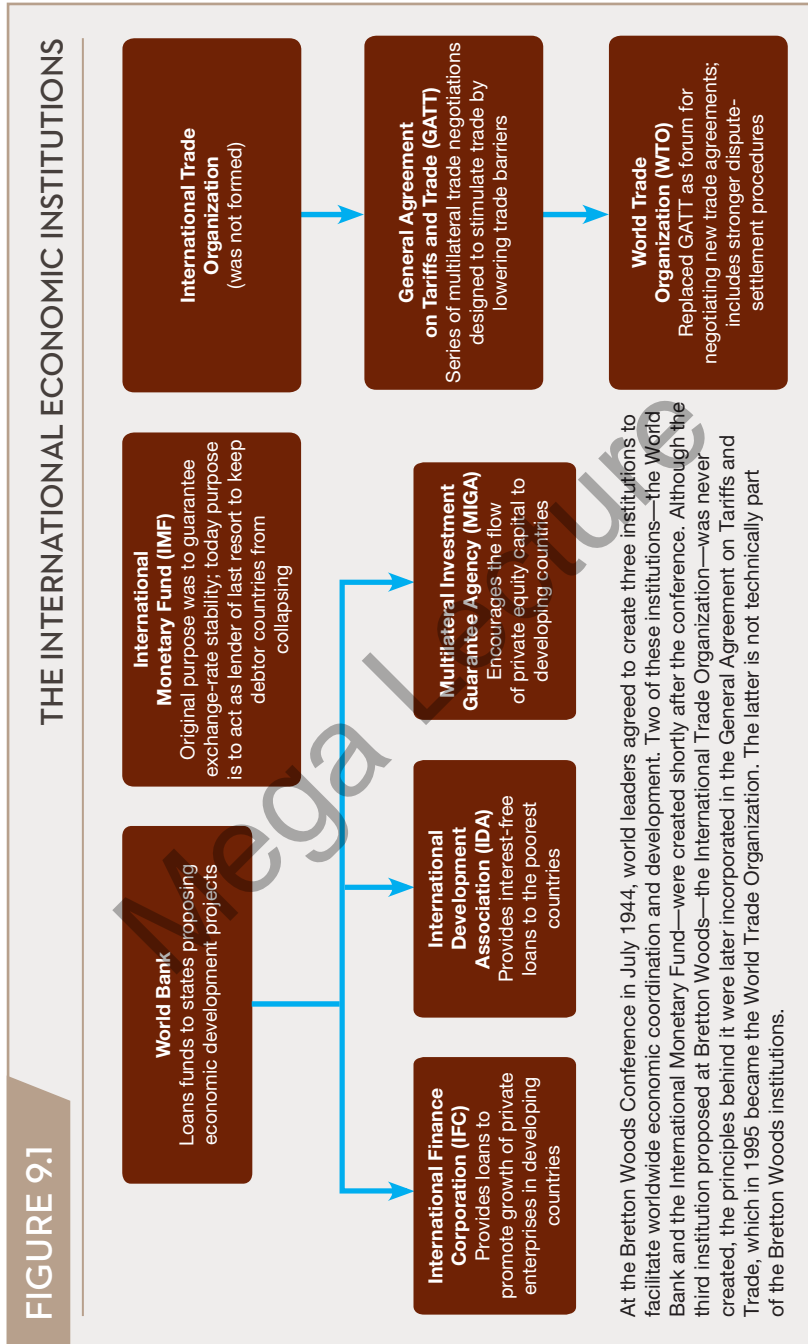 FIGURE 9.1
THE INTERNATIONAL ECONOMIC INSTITUTIONS
World Bank
Loans funds to states proposing
economic development projects
International
Monetary Fund (IMF)
Original purpose was to guarantee
exchange-rate stability; today purpose
is to act as lender of last resort to keep
debtor countries from
collapsing
International Trade
Organization
(was not formed)
International Finance
Corporation (IFC)
Provides loans to
promote growth of private
enterprises in developing
countries
International
Development
Association (IDA)
Provides interest-free
loans to the poorest
countries
Multilateral Investment
Guarantee Agency (MIGA)
Encourages the flow
of private equity capital to
developing countries
General Agreement
on Tariffs and Trade (GATT)
Series of multilateral trade negotiations
designed to stimulate trade by
lowering trade barriers
World Trade
Organization (WTO)
Replaced GATT as forum for
negotiating new trade agreements;
includes stronger dispute-
settlement procedures
At the Bretton Woods Conference in July 1944, world leaders agreed to create three institutions to
facilitate worldwide economic coordination and development. Two of these institutions—the World
Bank and the International Monetary Fund—were created shortly after the conference. Although the
third institution proposed at Bretton Woods—the International Trade Organization—was never
created, the principles behind it were later incorporated in the General Agreement on Tariffs and
Trade, which in 1995 became the World Trade Organization. The latter is not technically part
of the Bretton Woods institutions.
Mega Lecture